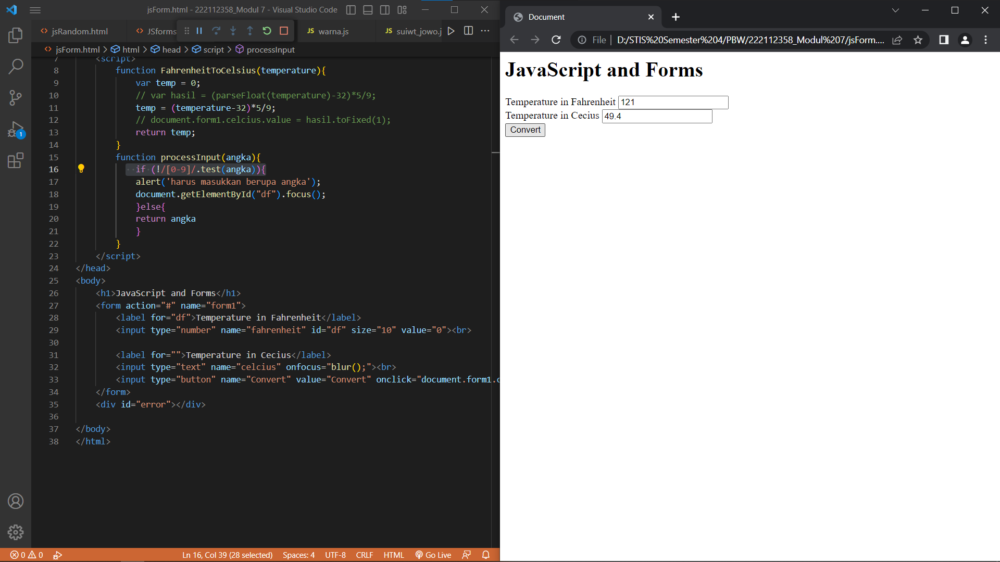 jsForm.html - 222112358_Modul 7 - Visual Studio Code
jsRandom.html
JSforms
JS warna.js
JS suiwt_jowo.j
jsForm.html > html > head > script > processInput
7 <script>
8 function FahrenheitToCelsius(temperature){
9 var temp = 0;
10 // var hasil = (parseFloat(temperature)-32)*5/9;
11 temp = (temperature-32)*5/9;
12 // document.form1.celcius.value = hasil.toFixed(1);
13 return temp;
14 }
15 function processInput(angka){
16 if (!/[0-9]/.test(angka)){
17 alert('harus masukkan berupa angka');
18 document.getElementById("df").focus();
19 }else{
20 return angka
21 }
22 }
23 </script>
24 </head>
25 <body>
26 <h1>JavaScript and Forms</h1>
27 <form action="#" name="form1">
28 <label for="df">Temperature in Fahrenheit</label>
29 <input type="number" name="fahrenheit" id="df" size="10" value="0"><br>
30
31 <label for="">Temperature in Cecius</label>
32 <input type="text" name="celcius" onfocus="blur();"><br>
33 <input type="button" name="Convert" value="Convert" onclick="document.form1.c
34 </form>
35 <div id="error"></div>
36
37 </body>
38 </html>
1
0 0
Ln 16, Col 39 (28 selected) Spaces: 4 UTF-8 CRLF HTML Go Live
Document
File | D:/STIS%20Semester%204/PBW/222112358_Modul%207/jsForm....
JavaScript and Forms
Temperature in Fahrenheit 121
Temperature in Cecius 49.4
Convert